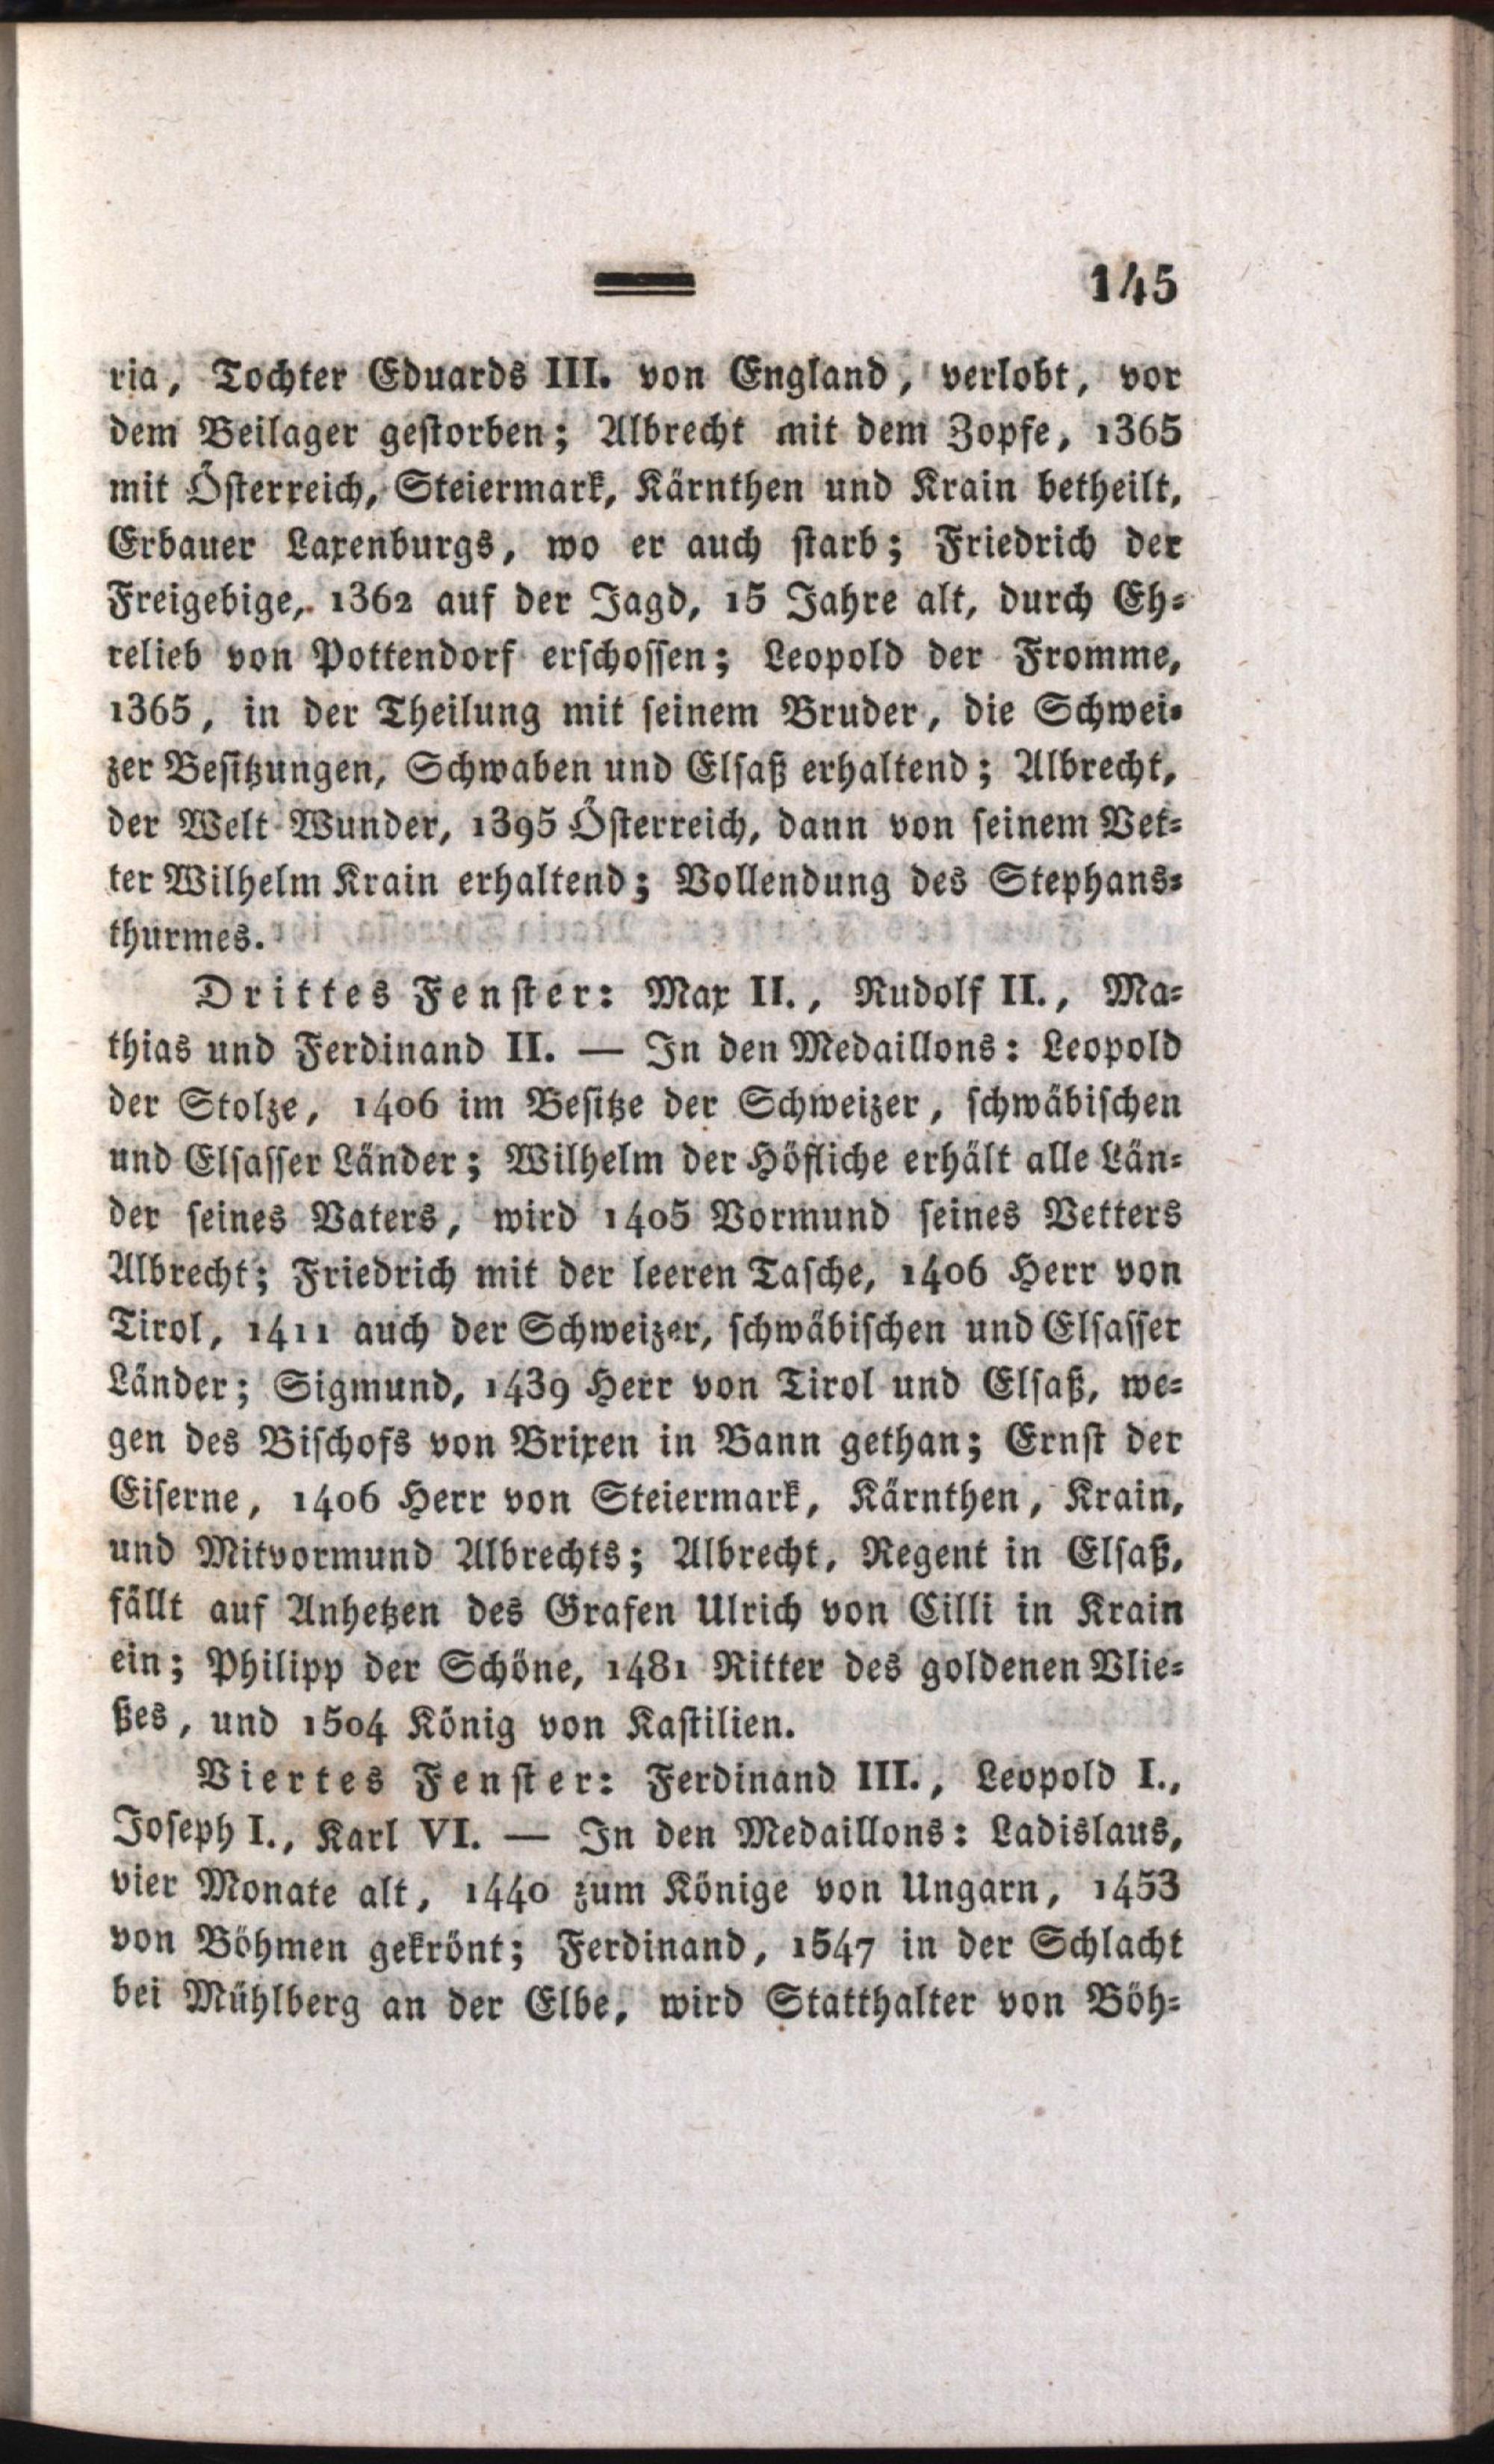 145
ria, Tochter Eduards III. von England, verlobt, vor
dem Beilager gestorben; Albrecht mit dem Zopfe, 1365
mit Österreich, Steiermark, Kärnthen und Krain betheilt,
Erbauer Laxenburgs, wo er auch starb; Friedrich der
Freigebige, 1362 auf der Jagd, 15 Jahre alt, durch Eh-
relieb von Pottendorf erschossen; Leopold der Fromme,
1365, in der Theilung mit seinem Bruder, die Schwei-
zer Besitzungen, Schwaben und Elsaß erhaltend; Albrecht,
der Welt Wunder, 1395 Österreich, dann von seinem Vet-
ter Wilhelm Krain erhaltend; Vollendung des Stephans-
thurmes.
Drittes Fenster: Max II., Rudolf II., Ma-
thias und Ferdinand II. — In den Medaillons: Leopold
der Stolze, 1406 im Besitze der Schweizer, schwäbischen
und Elsasser Länder; Wilhelm der Höfliche erhält alle Län-
der seines Vaters, wird 1405 Vormund seines Vetters
Albrecht; Friedrich mit der leeren Tasche, 1406 Herr von
Tirol, 1411 auch der Schweizer, schwäbischen und Elsasser
Länder; Sigmund, 1439 Herr von Tirol und Elsaß, we-
gen des Bischofs von Brixen in Bann gethan; Ernst der
Eiserne, 1406 Herr von Steiermark, Kärnthen, Krain,
und Mitvormund Albrechts; Albrecht, Regent in Elsaß,
fällt auf Anhetzen des Grafen Ulrich von Cilli in Krain
ein; Philipp der Schöne, 1481 Ritter des goldenen Vlie-
ßes, und 1504 König von Kastilien.
Viertes Fenster: Ferdinand III., Leopold I.,
Joseph I., Karl VI. — In den Medaillons: Ladislaus,
vier Monate alt, 1440 zum Könige von Ungarn, 1453
von Böhmen gekrönt; Ferdinand, 1547 in der Schlacht
bei Mühlberg an der Elbe, wird Statthalter von Böh-